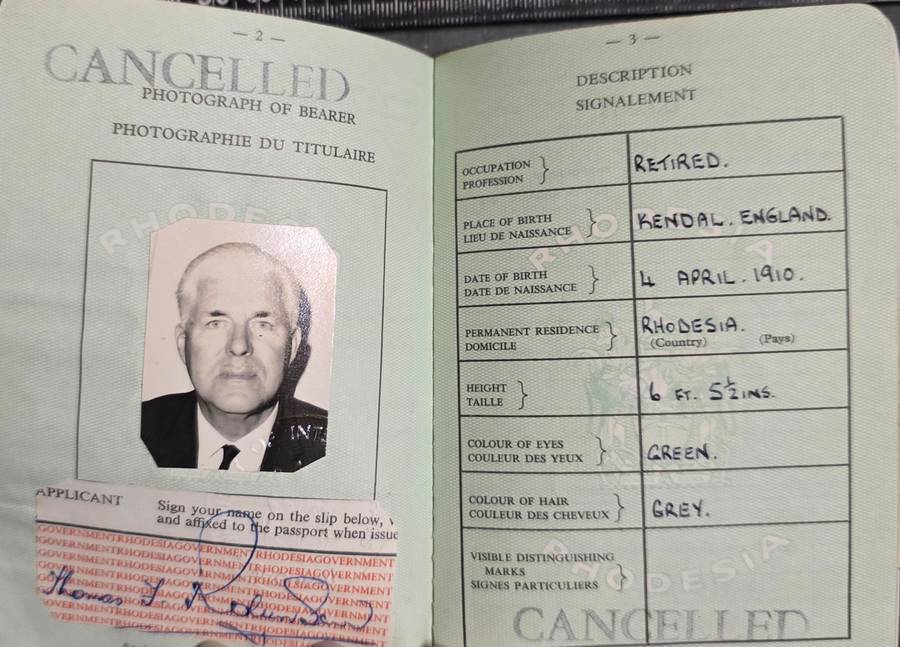 — 2 —
CANCELLED
PHOTOGRAPH OF BEARER
PHOTOGRAPHIE DU TITULAIRE
RHODESIA
APPLICANT
Sign your name on the slip below,
and affixed to the passport when issue
GOVERNMENTRHODESIAGOVERNMENTRHODESIAGOVERNMENT
Thomas
— 3 —
DESCRIPTION
SIGNALEMENT
OCCUPATION
PROFESSION
RETIRED.
PLACE OF BIRTH
LIEU DE NAISSANCE
KENDAL. ENGLAND.
DATE OF BIRTH
DATE DE NAISSANCE
4 APRIL. 1910.
PERMANENT RESIDENCE
DOMICILE
RHODESIA.
(Country) (Pays)
HEIGHT
TAILLE
6 FT. 5½ INS.
COLOUR OF EYES
COULEUR DES YEUX
GREEN.
COLOUR OF HAIR
COULEUR DES CHEVEUX
GREY.
VISIBLE DISTINGUISHING
MARKS
SIGNES PARTICULIERS
RHODESIA
CANCELLED